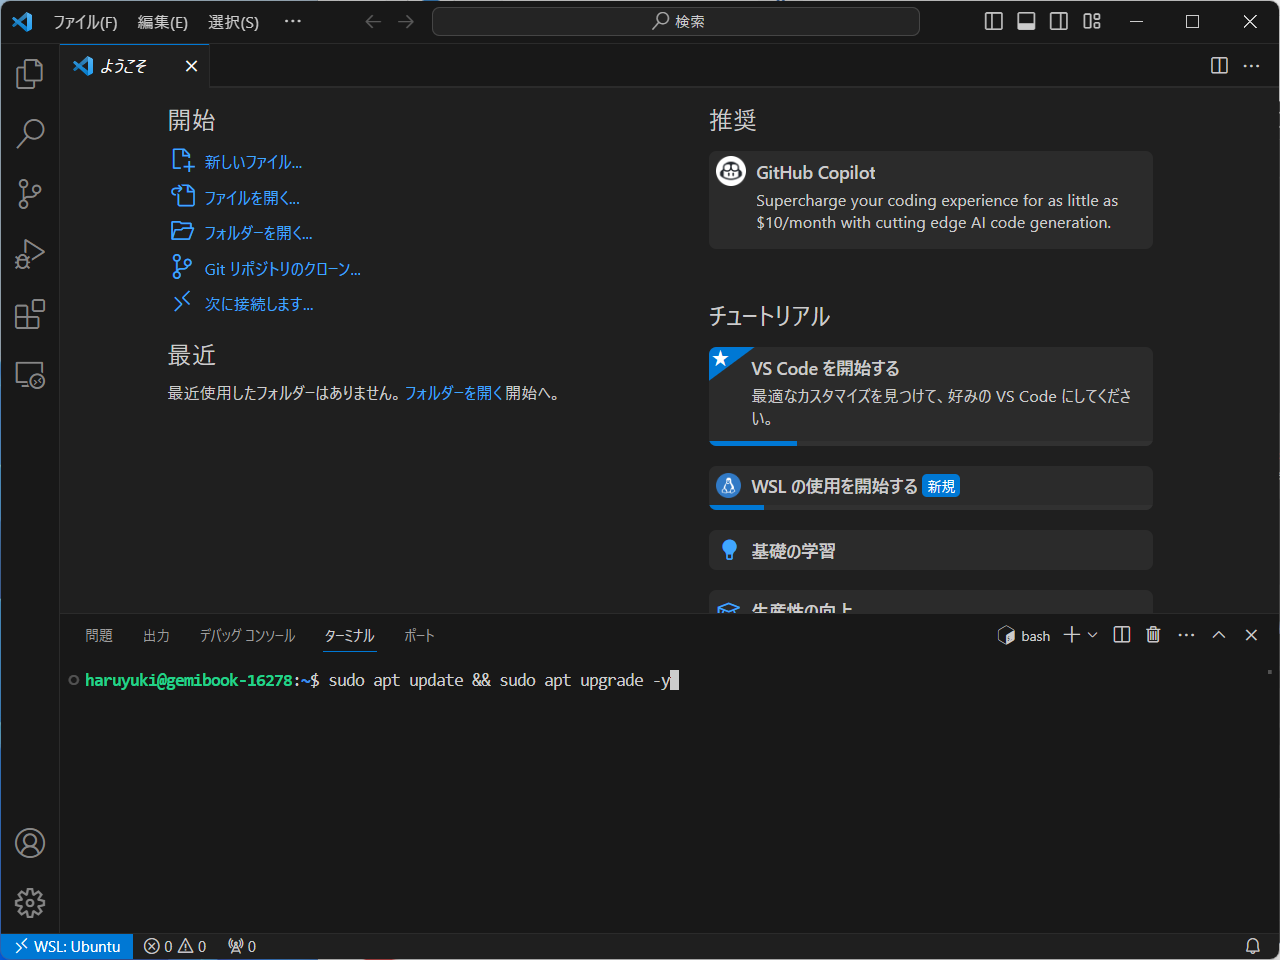 ファイル(F) 編集(E) 選択(S) ··· 検索
ようこそ
開始
新しいファイル...
ファイルを開く...
フォルダーを開く...
Git リポジトリのクローン...
次に接続します...
最近
最近使用したフォルダーはありません。フォルダーを開く 開始へ。
推奨
GitHub Copilot
Supercharge your coding experience for as little as
$10/month with cutting edge AI code generation.
チュートリアル
VS Code を開始する
最適なカスタマイズを見つけて、好みの VS Code にしてくださ
い。
WSL の使用を開始する 新規
基礎の学習
生産性の向上
問題 出力 デバッグ コンソール ターミナル ポート bash
haruyuki@gemibook-16278:~$ sudo apt update && sudo apt upgrade -y
WSL: Ubuntu 0 0 0